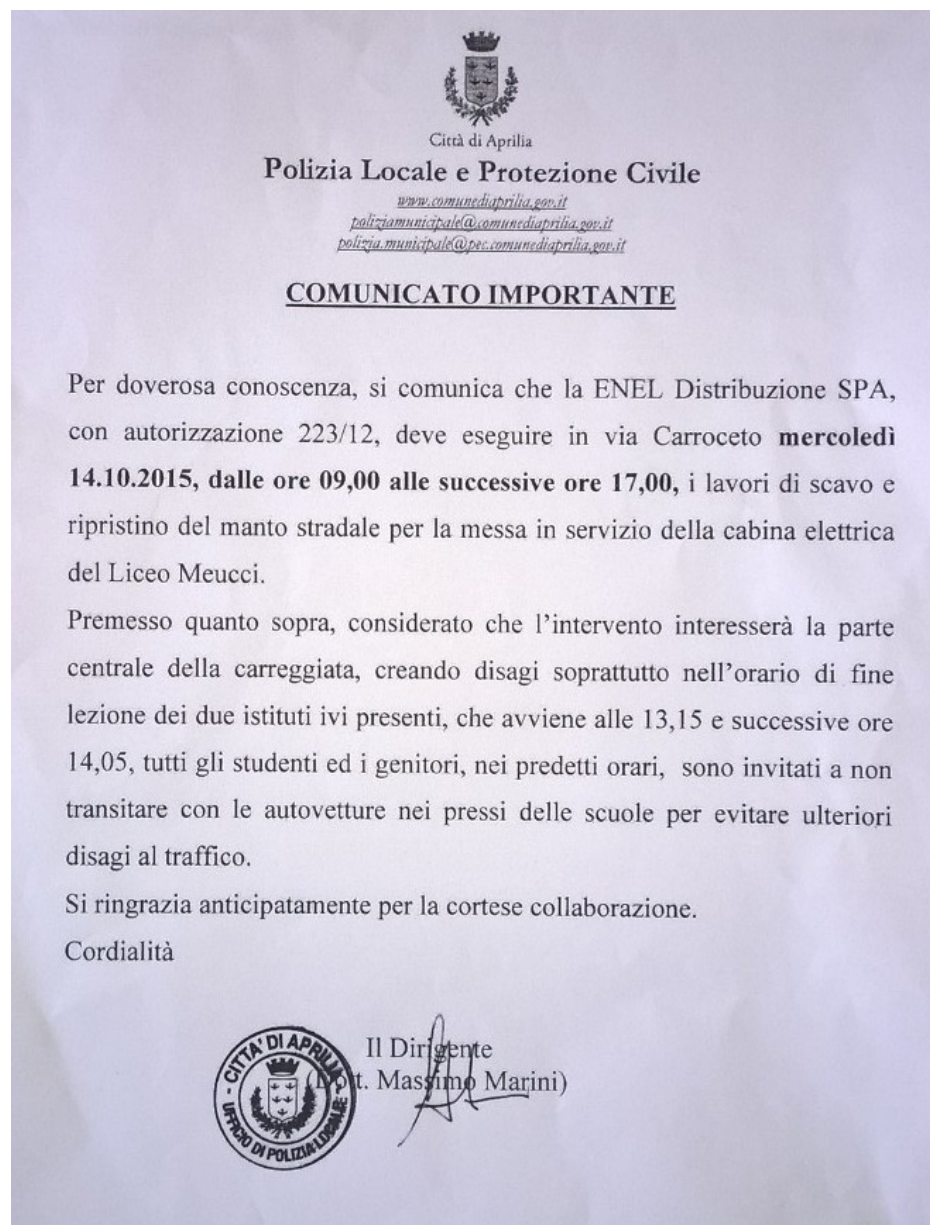 Città di Aprilia
Polizia Locale e Protezione Civile
www.comunediaprilia.gov.it
poliziamunicipale@comunediaprilia.gov.it
polizia.municipale@pec.comunediaprilia.gov.it
COMUNICATO IMPORTANTE
Per doverosa conoscenza, si comunica che la ENEL Distribuzione SPA,
con autorizzazione 223/12, deve eseguire in via Carroceto mercoledì
14.10.2015, dalle ore 09,00 alle successive ore 17,00, i lavori di scavo e
ripristino del manto stradale per la messa in servizio della cabina elettrica
del Liceo Meucci.
Premesso quanto sopra, considerato che l’intervento interesserà la parte
centrale della carreggiata, creando disagi soprattutto nell’orario di fine
lezione dei due istituti ivi presenti, che avviene alle 13,15 e successive ore
14,05, tutti gli studenti ed i genitori, nei predetti orari, sono invitati a non
transitare con le autovetture nei pressi delle scuole per evitare ulteriori
disagi al traffico.
Si ringrazia anticipatamente per la cortese collaborazione.
Cordialità
Il Dirigente
(Dott. Massimo Marini)
CITTA' DI APRILIA
UFFICIO DI POLIZIA LOCALE